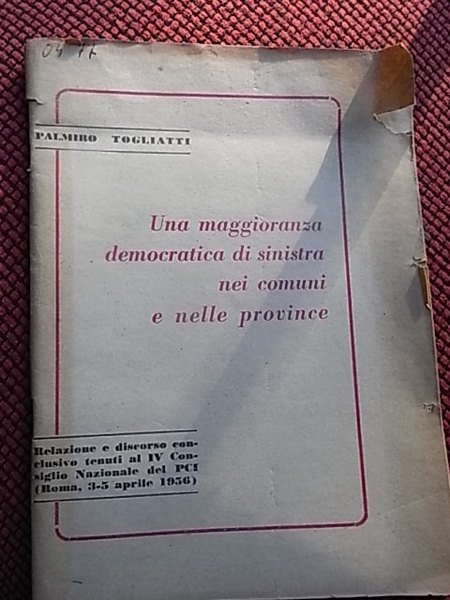 PALMIRO TOGLIATTI
Una maggioranza
democratica di sinistra
nei comuni
e nelle province
Relazione e discorso con-
clusivo tenuti al IV Con-
siglio Nazionale del PCI
(Roma, 3-5 aprile 1956)